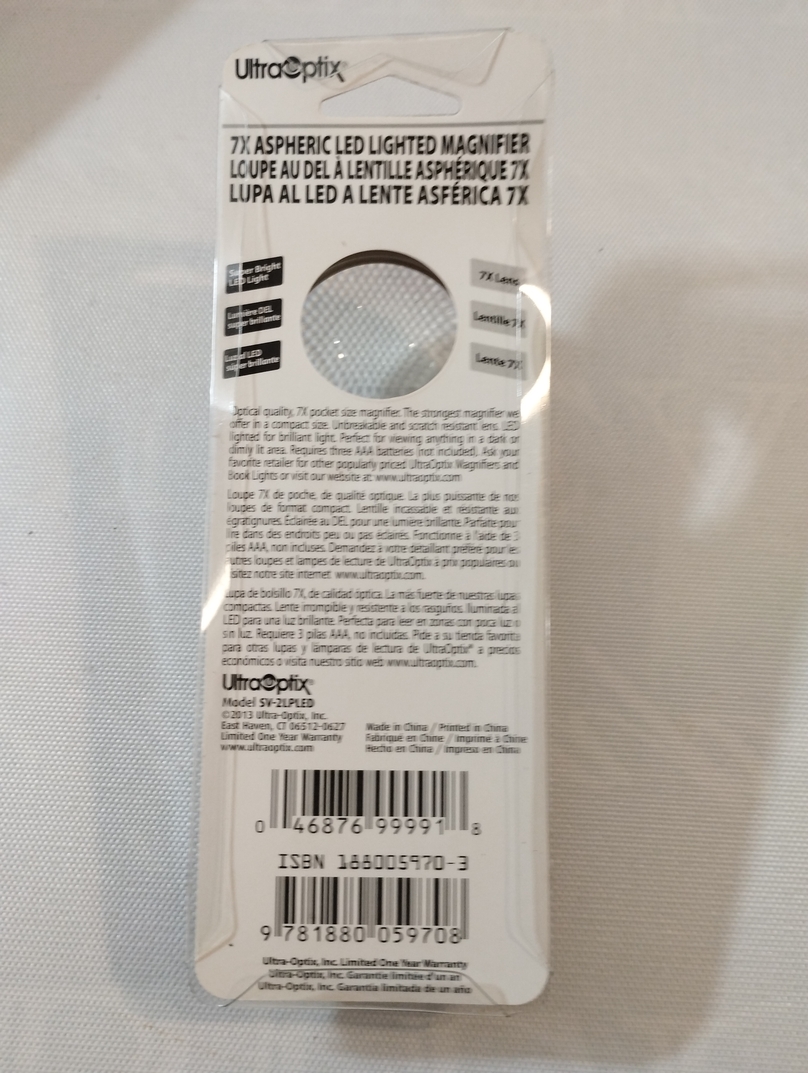 UltraOptix®
7X ASPHERIC LED LIGHTED MAGNIFIER
LOUPE AU DEL À LENTILLE ASPHÉRIQUE 7X
LUPA AL LED A LENTE ASFÉRICA 7X
Super Bright
LED Light
7X Lens
Lumière DEL
super brillante
Lentille 7X
Luz al LED
súper brillante
Lente 7X
Optical quality, 7X pocket size magnifier. The strongest magnifier we
offer in a compact size. Unbreakable and scratch resistant lens. LED
lighted for brilliant light. Perfect for viewing anything in a dark or
dimly lit area. Requires three AAA batteries (not included). Ask your
favorite retailer for other popularly priced UltraOptix Magnifiers and
Book Lights or visit our website at: www.ultraoptix.com
Loupe 7X de poche, de qualité optique. La plus puissante de nos
loupes de format compact. Lentille incassable et résistante aux
égratignures. Éclairée au DEL pour une lumière brillante. Parfaite pour
lire dans des endroits peu ou pas éclairés. Fonctionne à l'aide de 3
piles AAA, non incluses. Demandez à votre détaillant préféré pour les
autres loupes et lampes de lecture de UltraOptix à prix populaires ou
visitez notre site internet www.ultraoptix.com.
Lupa de bolsillo 7X, de calidad óptica. La más fuerte de nuestras lupas
compactas. Lente irrompible y resistente a los rasguños. Iluminada al
LED para una luz brillante. Perfecta para leer en zonas con poca luz o
sin luz. Requiere 3 pilas AAA, no incluidas. Pide a su tienda favorita
para otras lupas y lámparas de lectura de UltraOptix® a precios
económicos o visita nuestro sitio web www.ultraoptix.com.
UltraOptix®
Model SV-2LPLED
©2013 Ultra-Optix, Inc.
East Haven, CT 06512-0627
Limited One Year Warranty
www.ultraoptix.com
Made in China / Printed in China
Fabriqué en Chine / Imprimé à Chine
Hecho en China / Impreso en China
0 46876 99991 8
ISBN 188005970-3
9 781880 059708
Ultra-Optix, Inc. Limited One Year Warranty
Ultra-Optix, Inc. Garantie limitée d'un an
Ultra-Optix, Inc. Garantía limitada de un año